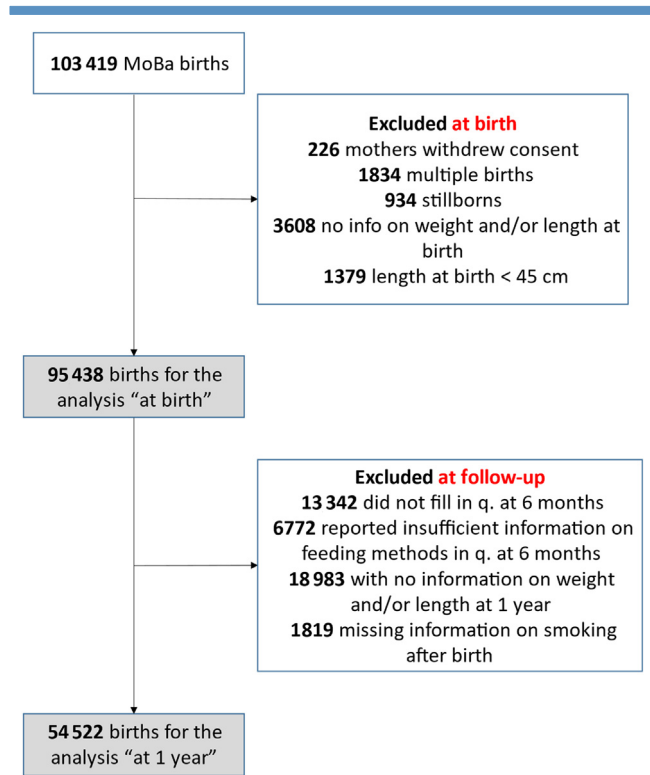 103 419 MoBa births
Excluded at birth
226 mothers withdrew consent
1834 multiple births
934 stillborns
3608 no info on weight and/or length at
birth
1379 length at birth < 45 cm
95 438 births for the
analysis “at birth”
Excluded at follow-up
13 342 did not fill in q. at 6 months
6772 reported insufficient information on
feeding methods in q. at 6 months
18 983 with no information on weight
and/or length at 1 year
1819 missing information on smoking
after birth
54 522 births for the
analysis “at 1 year”